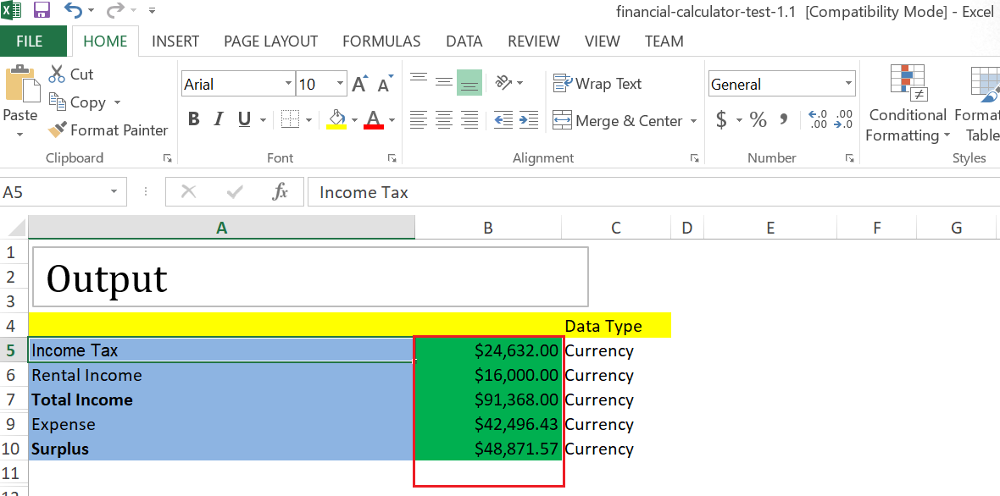 financial-calculator-test-1.1 [Compatibility Mode] - Excel
FILE HOME INSERT PAGE LAYOUT FORMULAS DATA REVIEW VIEW TEAM
Cut
Copy
Format Painter
Paste
Clipboard
Arial 10
B I U A
Font
Wrap Text
Merge & Center
Alignment
General
$ % , .0 .00 .00 .0
Number
Conditional Formatting
Format Table
Styles
A5 fx Income Tax
A B C D E F G
1
2 Output
3
4 Data Type
5 Income Tax $24,632.00 Currency
6 Rental Income $16,000.00 Currency
7 Total Income $91,368.00 Currency
9 Expense $42,496.43 Currency
10 Surplus $48,871.57 Currency
11
12